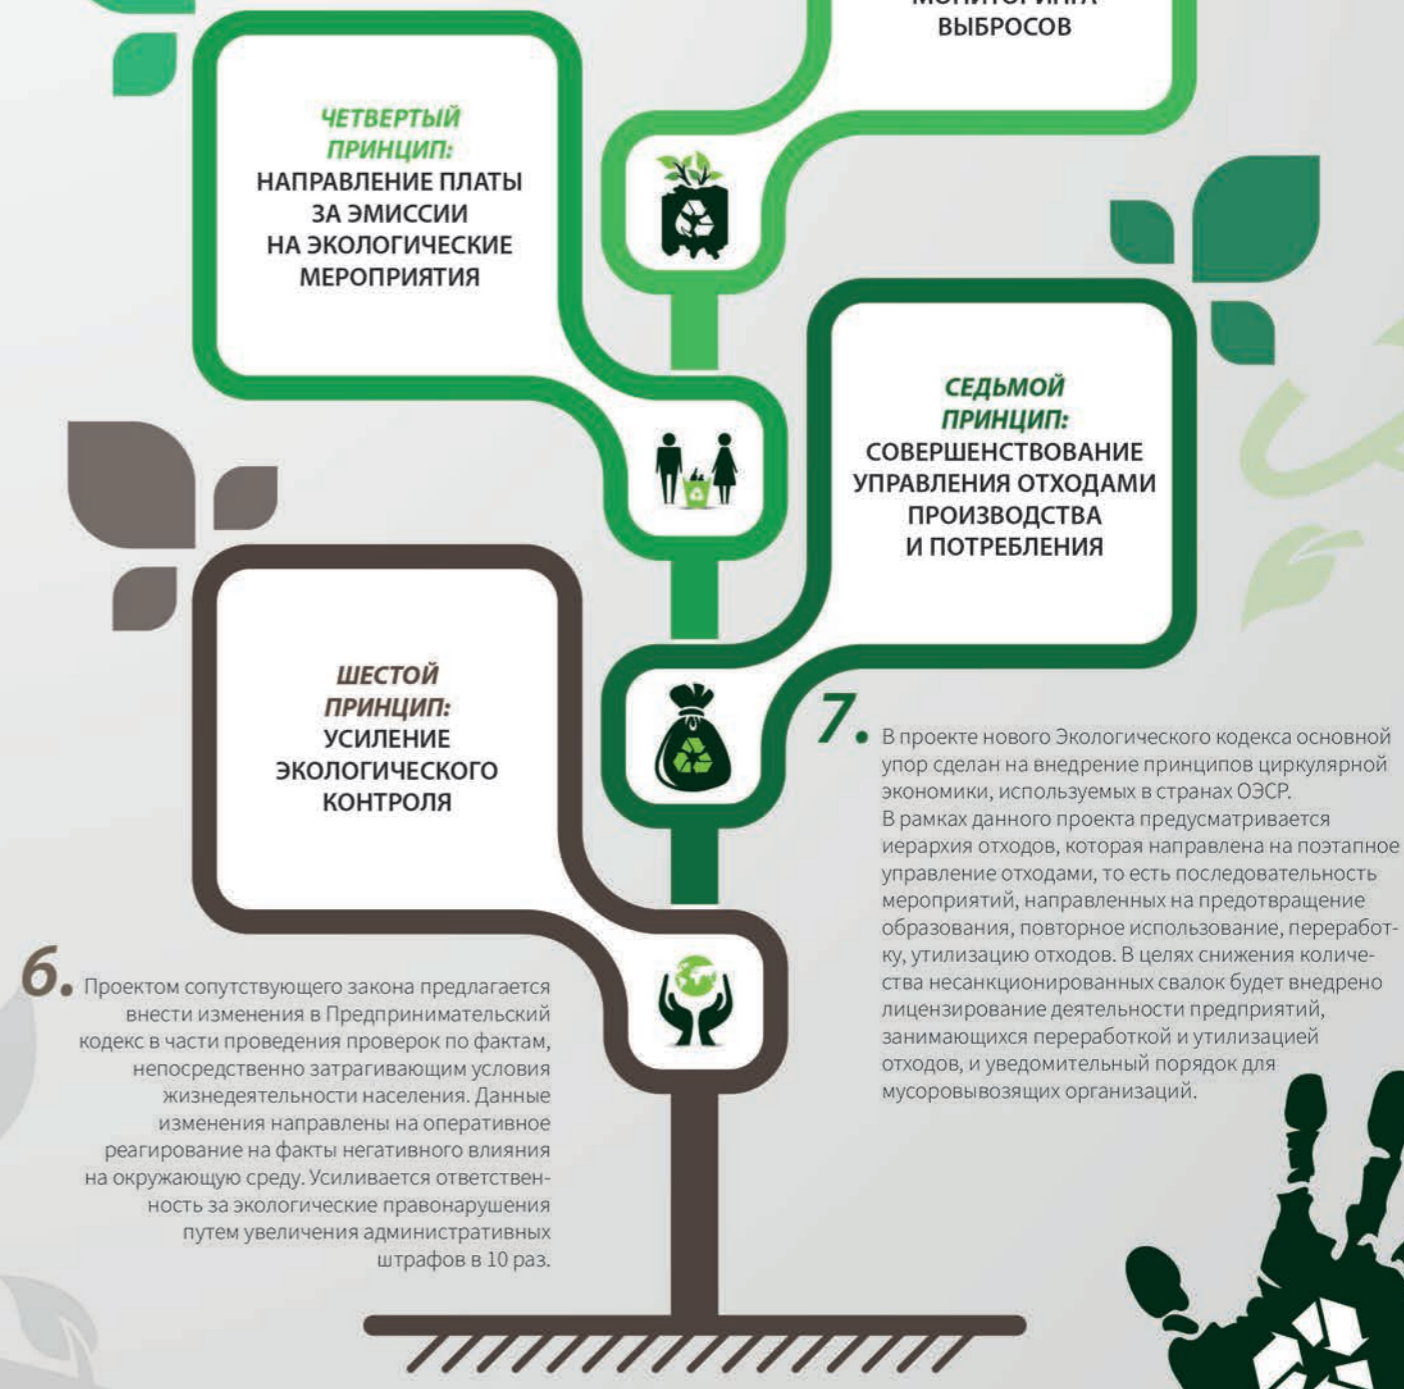 ВЫБРОСОВ
ЧЕТВЕРТЫЙ
ПРИНЦИП:
НАПРАВЛЕНИЕ ПЛАТЫ
ЗА ЭМИССИИ
НА ЭКОЛОГИЧЕСКИЕ
МЕРОПРИЯТИЯ
СЕДЬМОЙ
ПРИНЦИП:
СОВЕРШЕНСТВОВАНИЕ
УПРАВЛЕНИЯ ОТХОДАМИ
ПРОИЗВОДСТВА
И ПОТРЕБЛЕНИЯ
ШЕСТОЙ
ПРИНЦИП:
УСИЛЕНИЕ
ЭКОЛОГИЧЕСКОГО
КОНТРОЛЯ
7. В проекте нового Экологического кодекса основной
упор сделан на внедрение принципов циркулярной
экономики, используемых в странах ОЭСР.
В рамках данного проекта предусматривается
иерархия отходов, которая направлена на поэтапное
управление отходами, то есть последовательность
мероприятий, направленных на предотвращение
образования, повторное использование, переработ-
ку, утилизацию отходов. В целях снижения количе-
ства несанкционированных свалок будет внедрено
лицензирование деятельности предприятий,
занимающихся переработкой и утилизацией
отходов, и уведомительный порядок для
мусоровывозящих организаций.
6. Проектом сопутствующего закона предлагается
внести изменения в Предпринимательский
кодекс в части проведения проверок по фактам,
непосредственно затрагивающим условия
жизнедеятельности населения. Данные
изменения направлены на оперативное
реагирование на факты негативного влияния
на окружающую среду. Усиливается ответствен-
ность за экологические правонарушения
путем увеличения административных
штрафов в 10 раз.